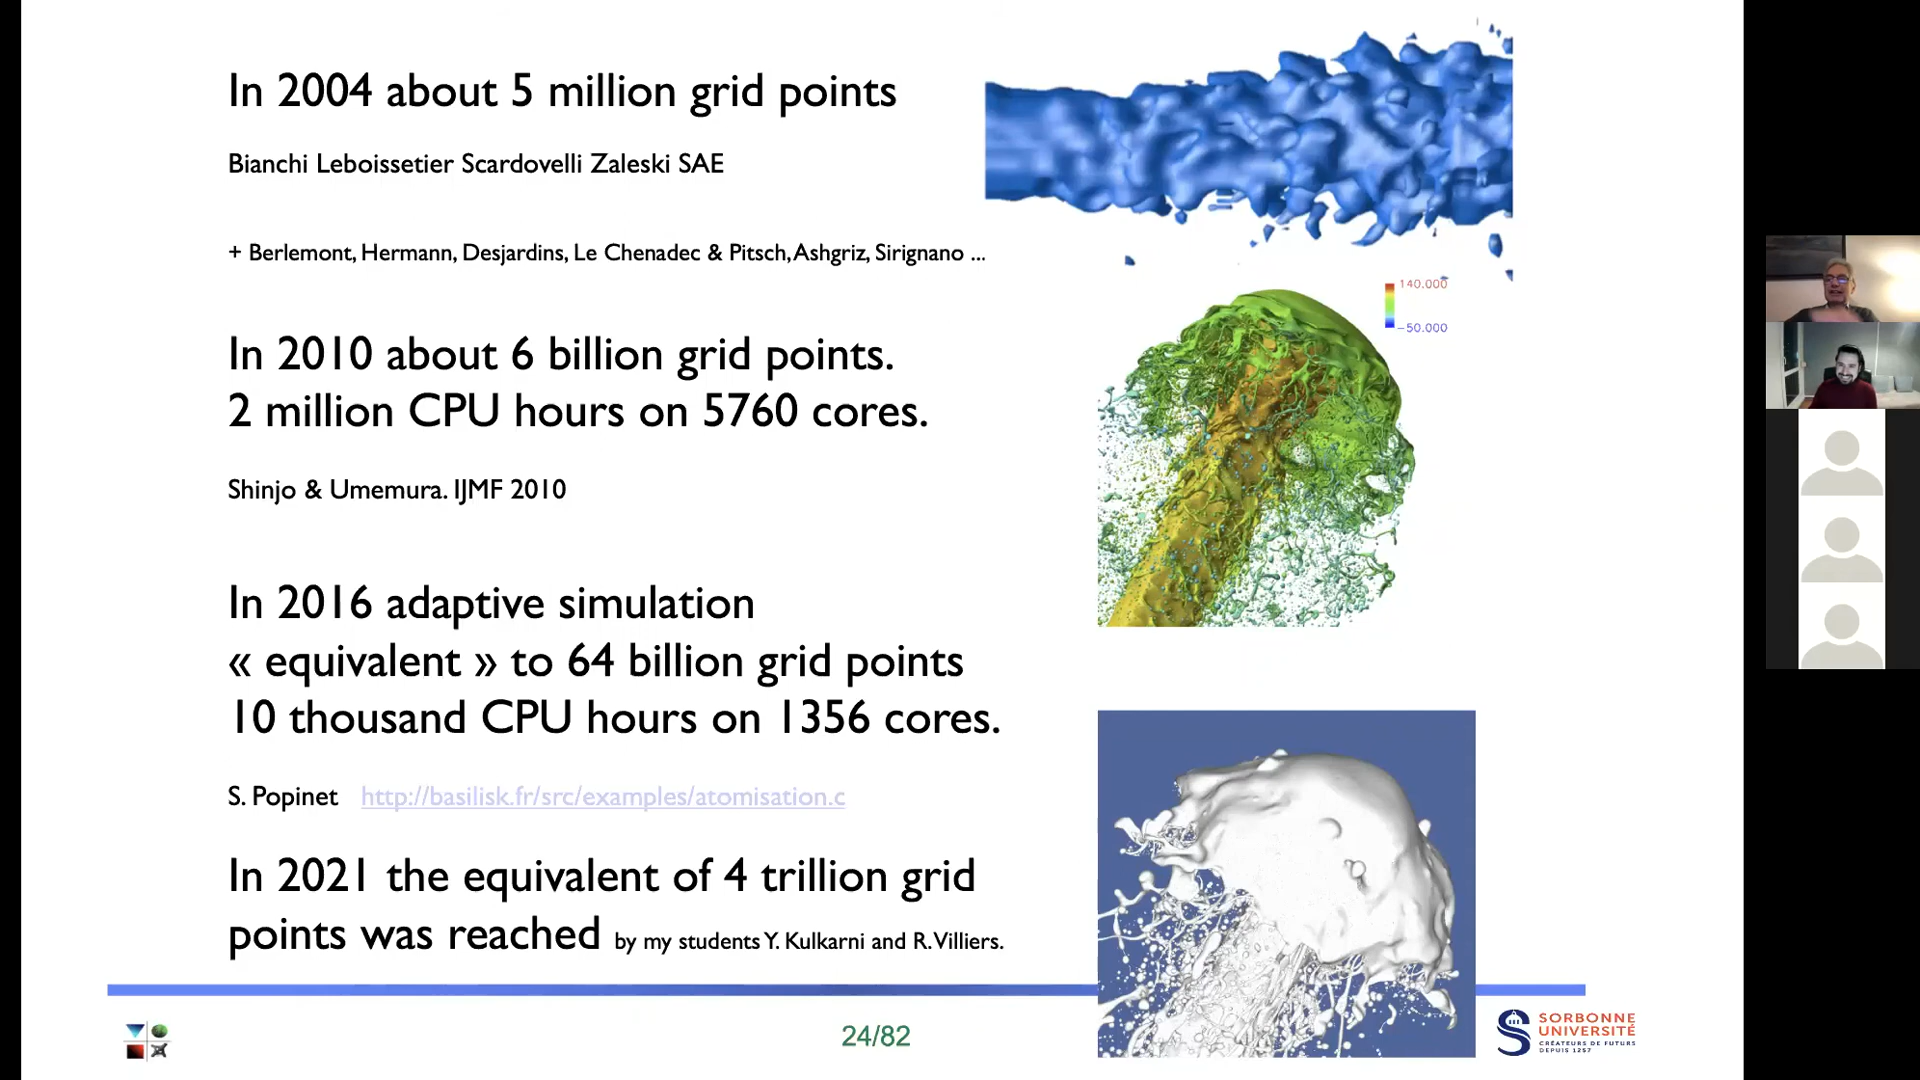 In 2004 about 5 million grid points
Bianchi Leboissetier Scardovelli Zaleski SAE
+ Berlemont, Hermann, Desjardins, Le Chenadec & Pitsch, Ashgriz, Sirignano ...
140.000
-50.000
In 2010 about 6 billion grid points.
2 million CPU hours on 5760 cores.
Shinjo & Umemura. IJMF 2010
In 2016 adaptive simulation
« equivalent » to 64 billion grid points
10 thousand CPU hours on 1356 cores.
S. Popinet http://basilisk.fr/src/examples/atomisation.c
In 2021 the equivalent of 4 trillion grid
points was reached by my students Y. Kulkarni and R. Villiers.
24/82
SORBONNE
UNIVERSITÉ
CRÉATEURS DE FUTURS
DEPUIS 1257